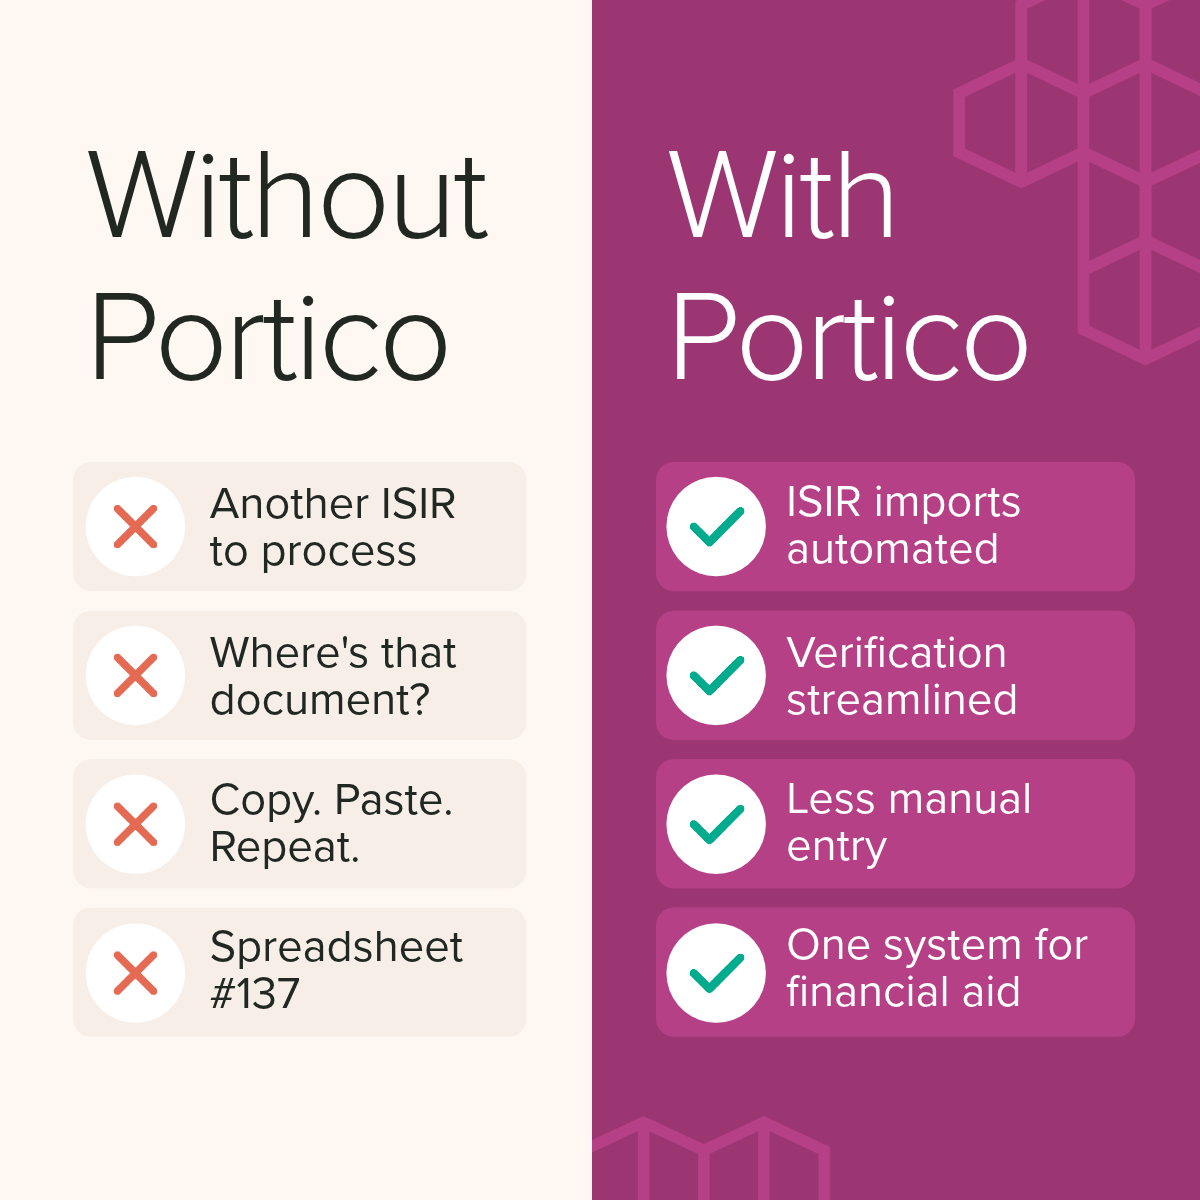 Without
Portico
Another ISIR
to process
Where's that
document?
Copy. Paste.
Repeat.
Spreadsheet
#137
With
Portico
ISIR imports
automated
Verification
streamlined
Less manual
entry
One system for
financial aid